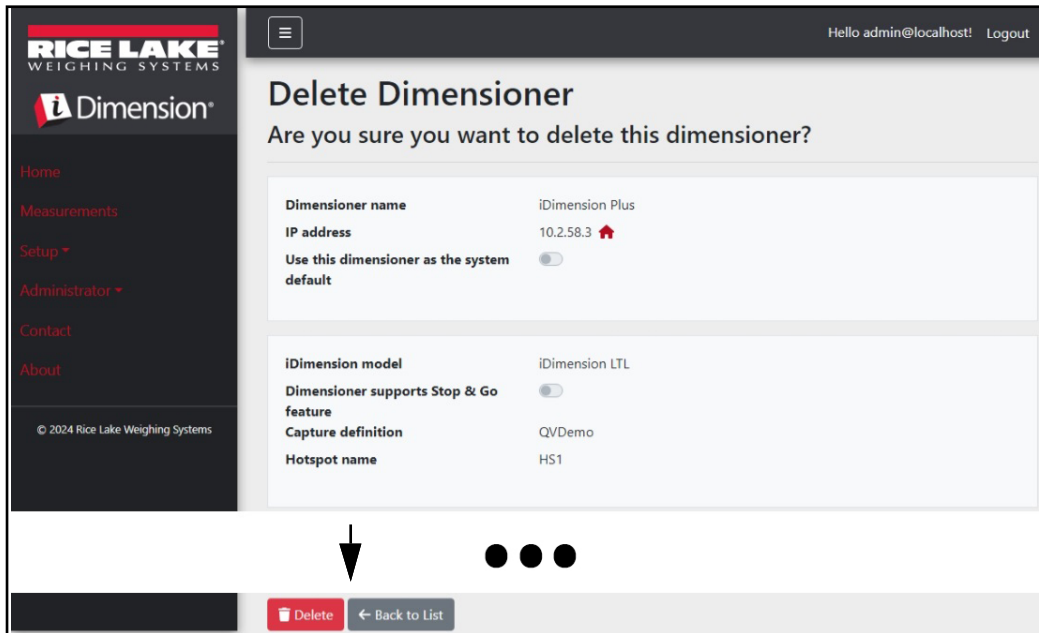 RICE LAKE®
WEIGHING SYSTEMS
i Dimension®
Home
Measurements
Setup
Administrator
Contact
About
© 2024 Rice Lake Weighing Systems
Hello admin@localhost! Logout
Delete Dimensioner
Are you sure you want to delete this dimensioner?
Dimensioner name iDimension Plus
IP address 10.2.58.3
Use this dimensioner as the system
default
iDimension model iDimension LTL
Dimensioner supports Stop & Go
feature
Capture definition QVDemo
Hotspot name HS1
Delete ← Back to List